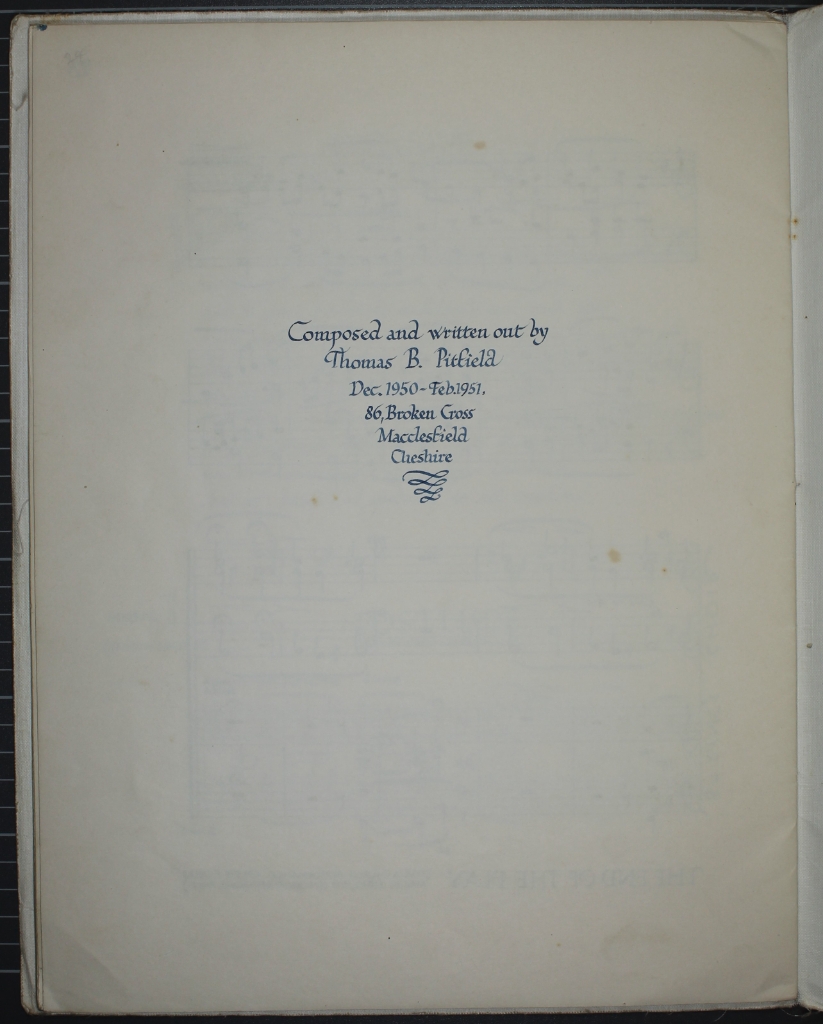 Composed and written out by
Thomas B. Pitfield
Dec. 1950-Feb.1951.
86, Broken Cross
Macclesfield
Cheshire